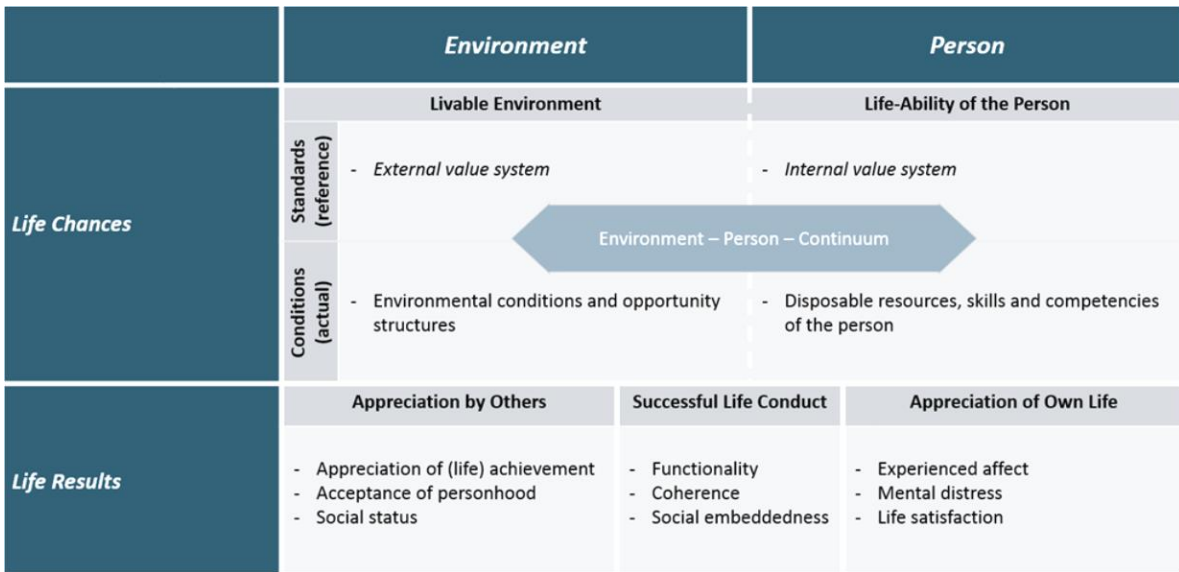 Environment
Person
Life Chances
Livable Environment
Life-Ability of the Person
Standards
(reference)
- External value system
- Internal value system
Environment – Person – Continuum
Conditions
(actual)
- Environmental conditions and opportunity
structures
- Disposable resources, skills and competencies
of the person
Life Results
Appreciation by Others
Successful Life Conduct
Appreciation of Own Life
- Appreciation of (life) achievement
- Acceptance of personhood
- Social status
- Functionality
- Coherence
- Social embeddedness
- Experienced affect
- Mental distress
- Life satisfaction